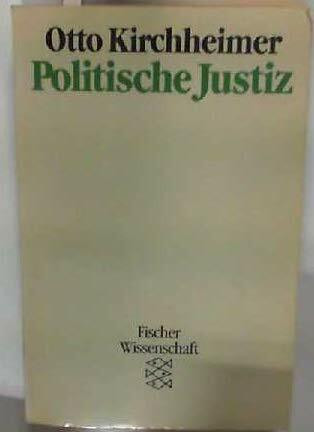 Otto Kirchheimer
Politische Justiz
Fischer
Wissenschaft